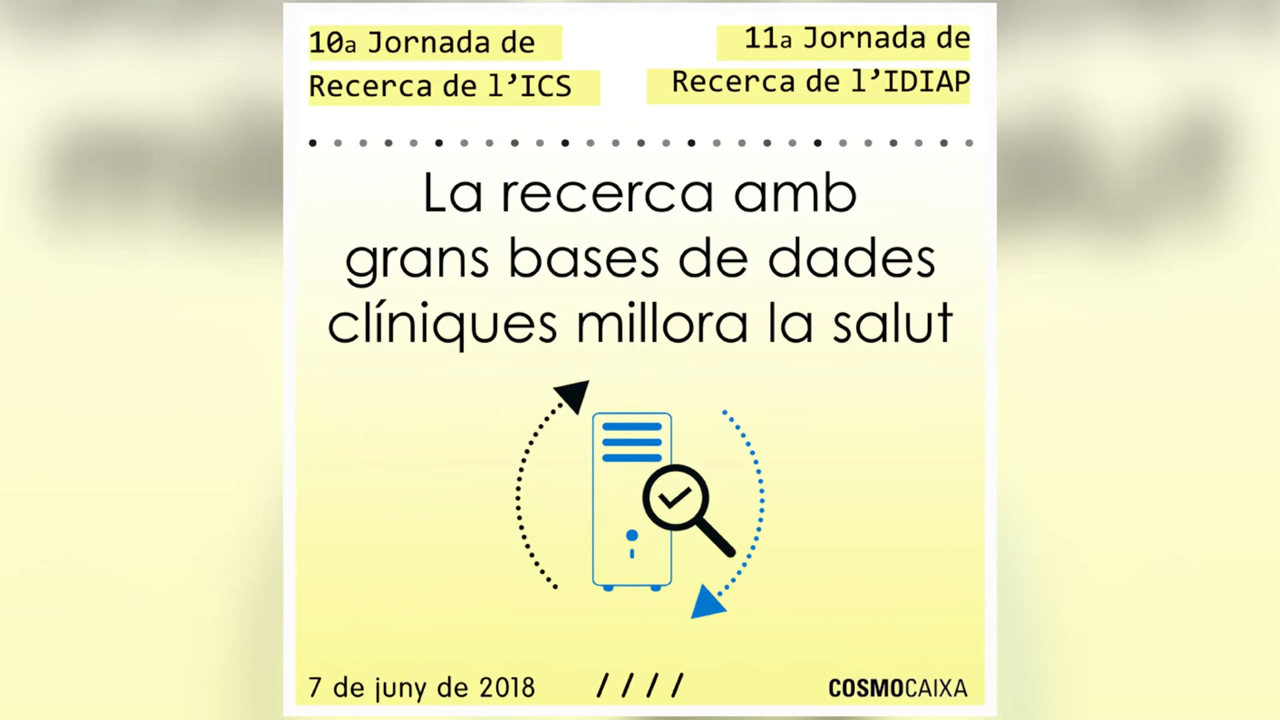 10a Jornada de
Recerca de l’ICS
11a Jornada de
Recerca de l’IDIAP
La recerca amb
grans bases de dades
clíniques millora la salut
7 de juny de 2018
////
COSMOCAIXA